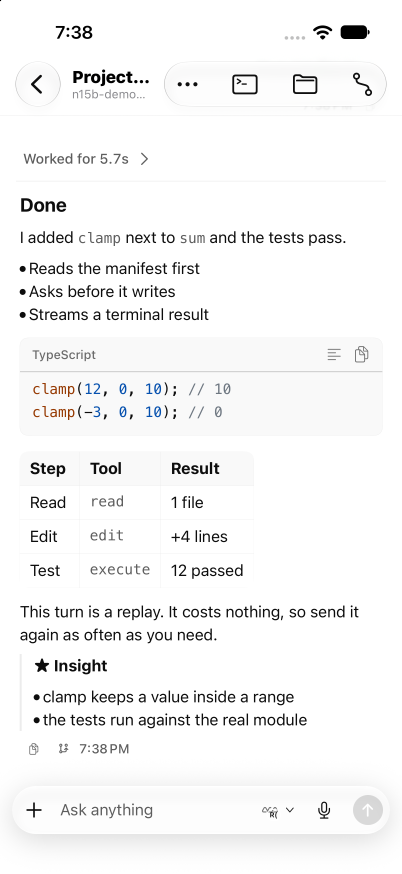 7:38
Project...
n15b-demo...
Worked for 5.7s
Done
I added clamp next to sum and the tests pass.
•Reads the manifest first
•Asks before it writes
•Streams a terminal result
TypeScript
clamp(12, 0, 10); // 10
clamp(-3, 0, 10); // 0
Step Tool Result
Read read 1 file
Edit edit +4 lines
Test execute 12 passed
This turn is a replay. It costs nothing, so send it
again as often as you need.
★ Insight
•clamp keeps a value inside a range
•the tests run against the real module
7:38 PM
Ask anything